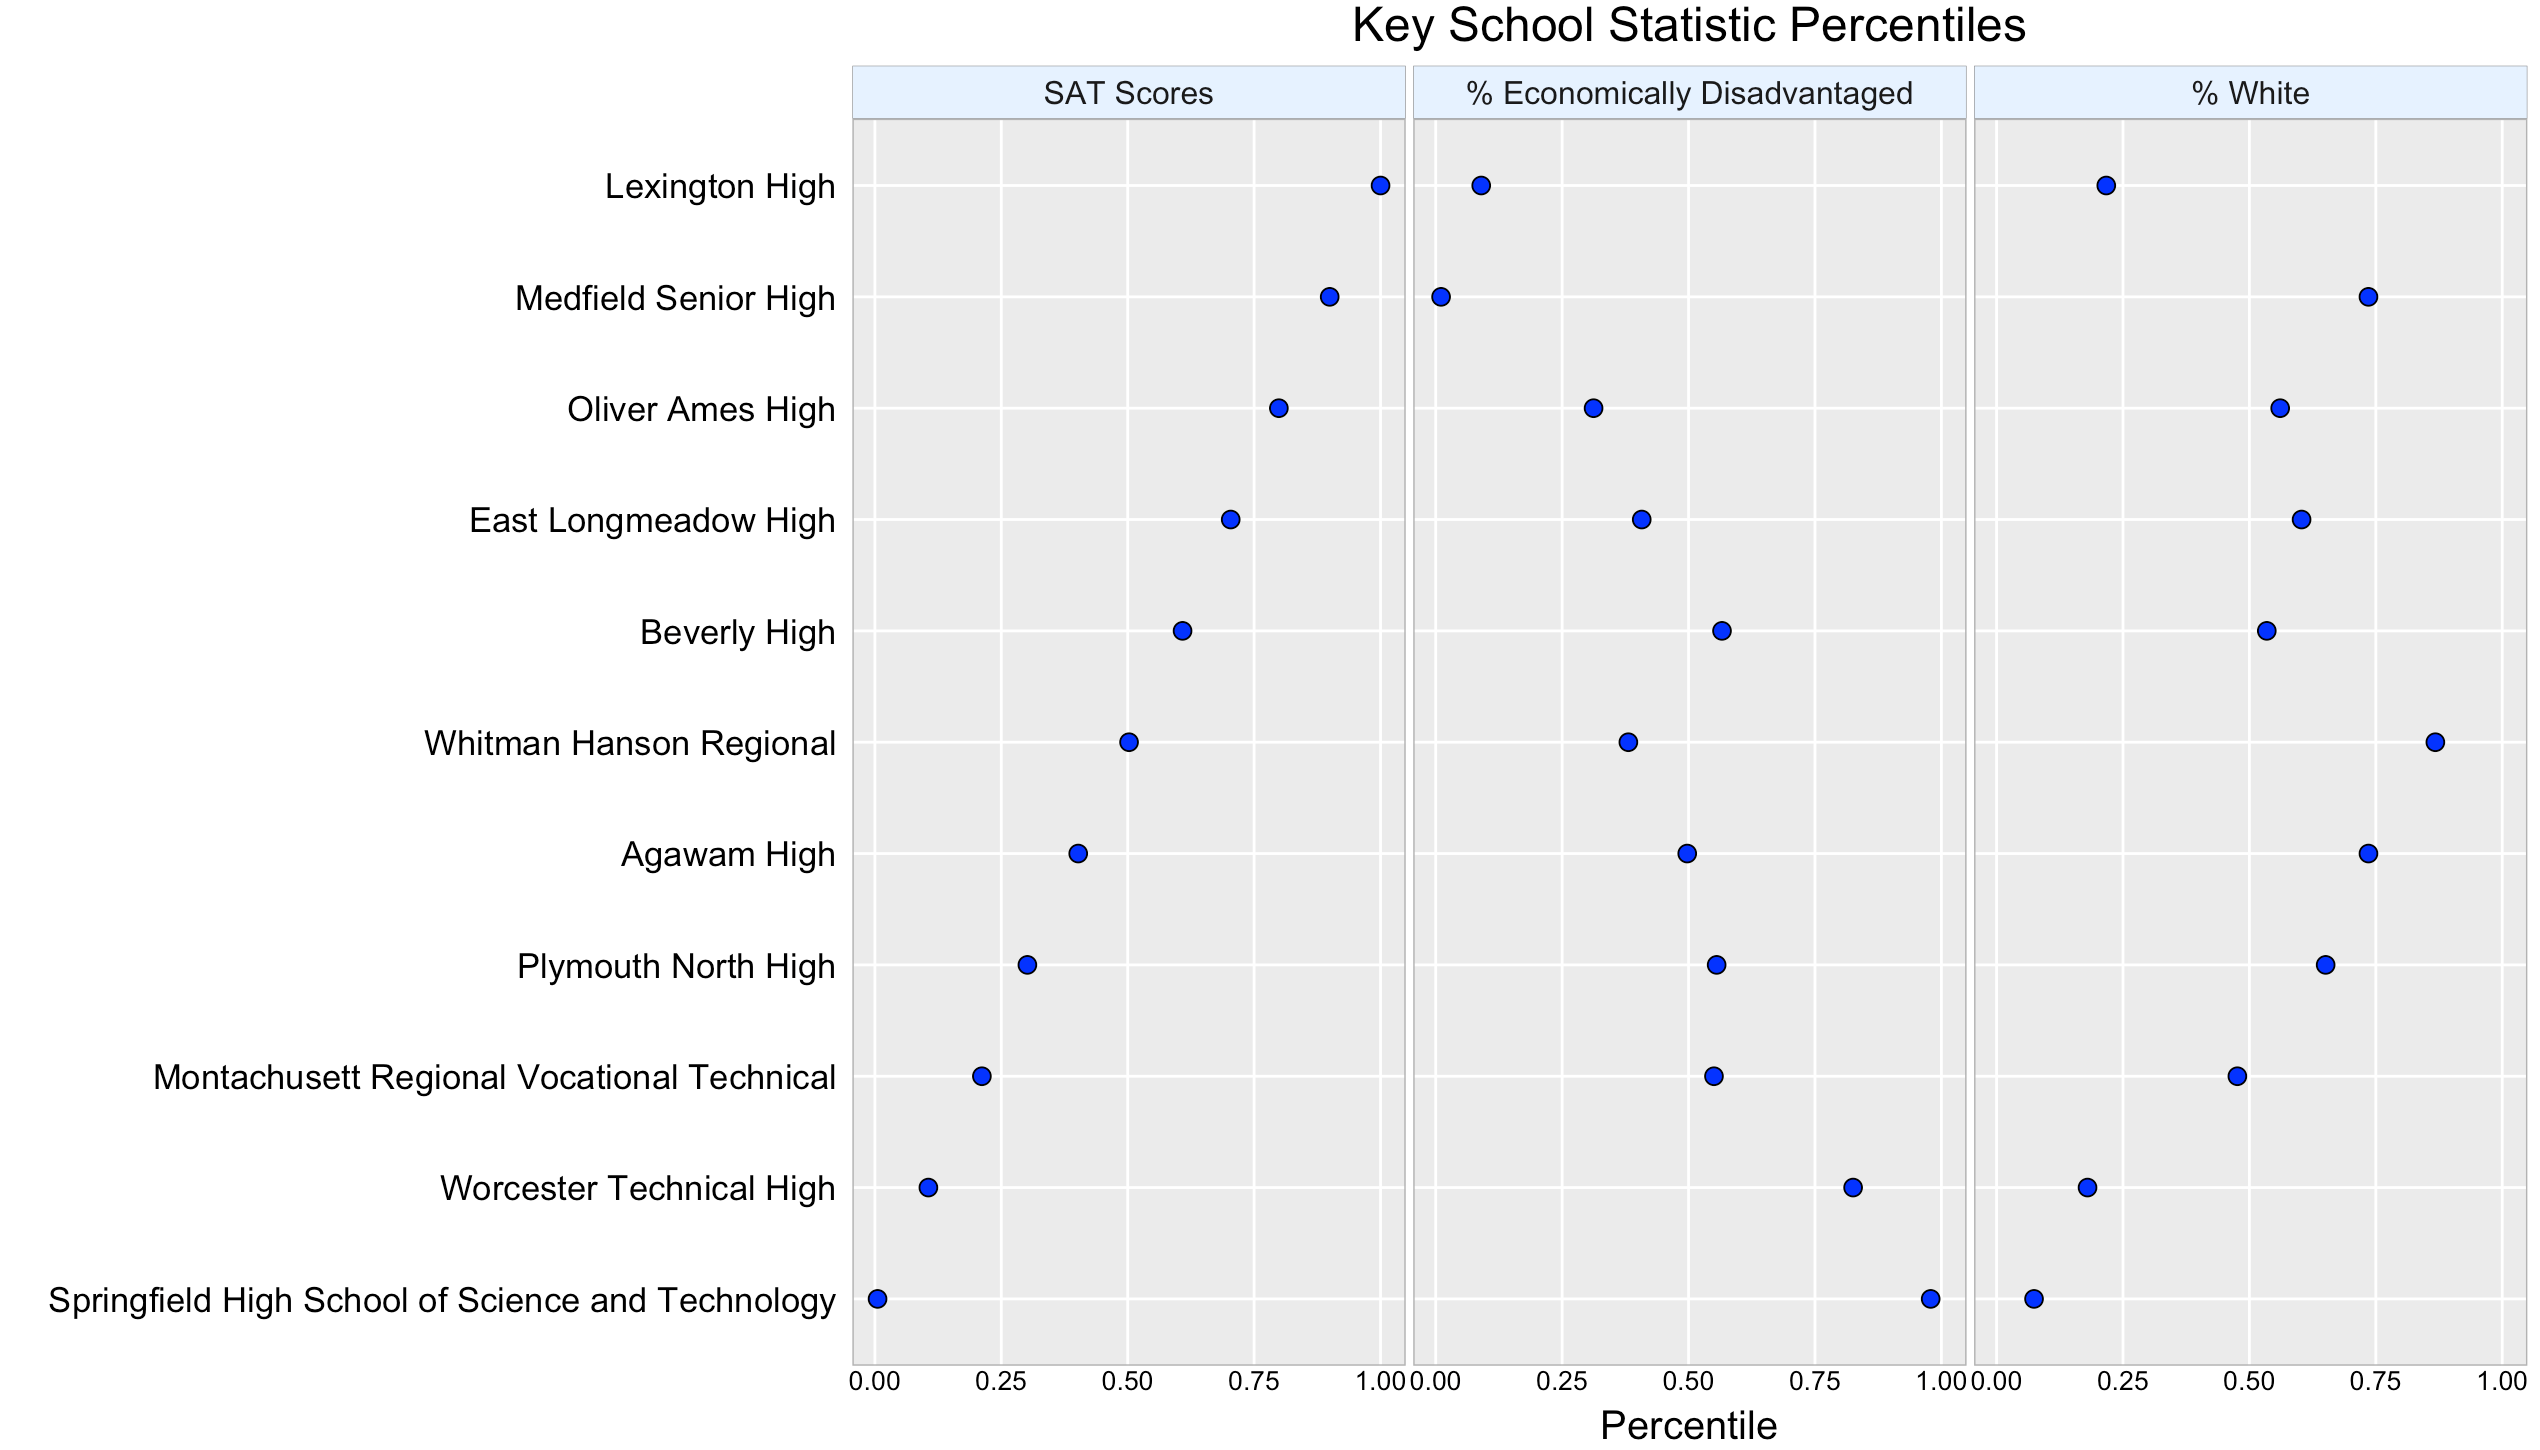 Key School Statistic Percentiles
SAT Scores
% Economically Disadvantaged
% White
Lexington High
Medfield Senior High
Oliver Ames High
East Longmeadow High
Beverly High
Whitman Hanson Regional
Agawam High
Plymouth North High
Montachusett Regional Vocational Technical
Worcester Technical High
Springfield High School of Science and Technology
0.00 0.25 0.50 0.75 1.00 0.00 0.25 0.50 0.75 1.00 0.00 0.25 0.50 0.75 1.00
Percentile